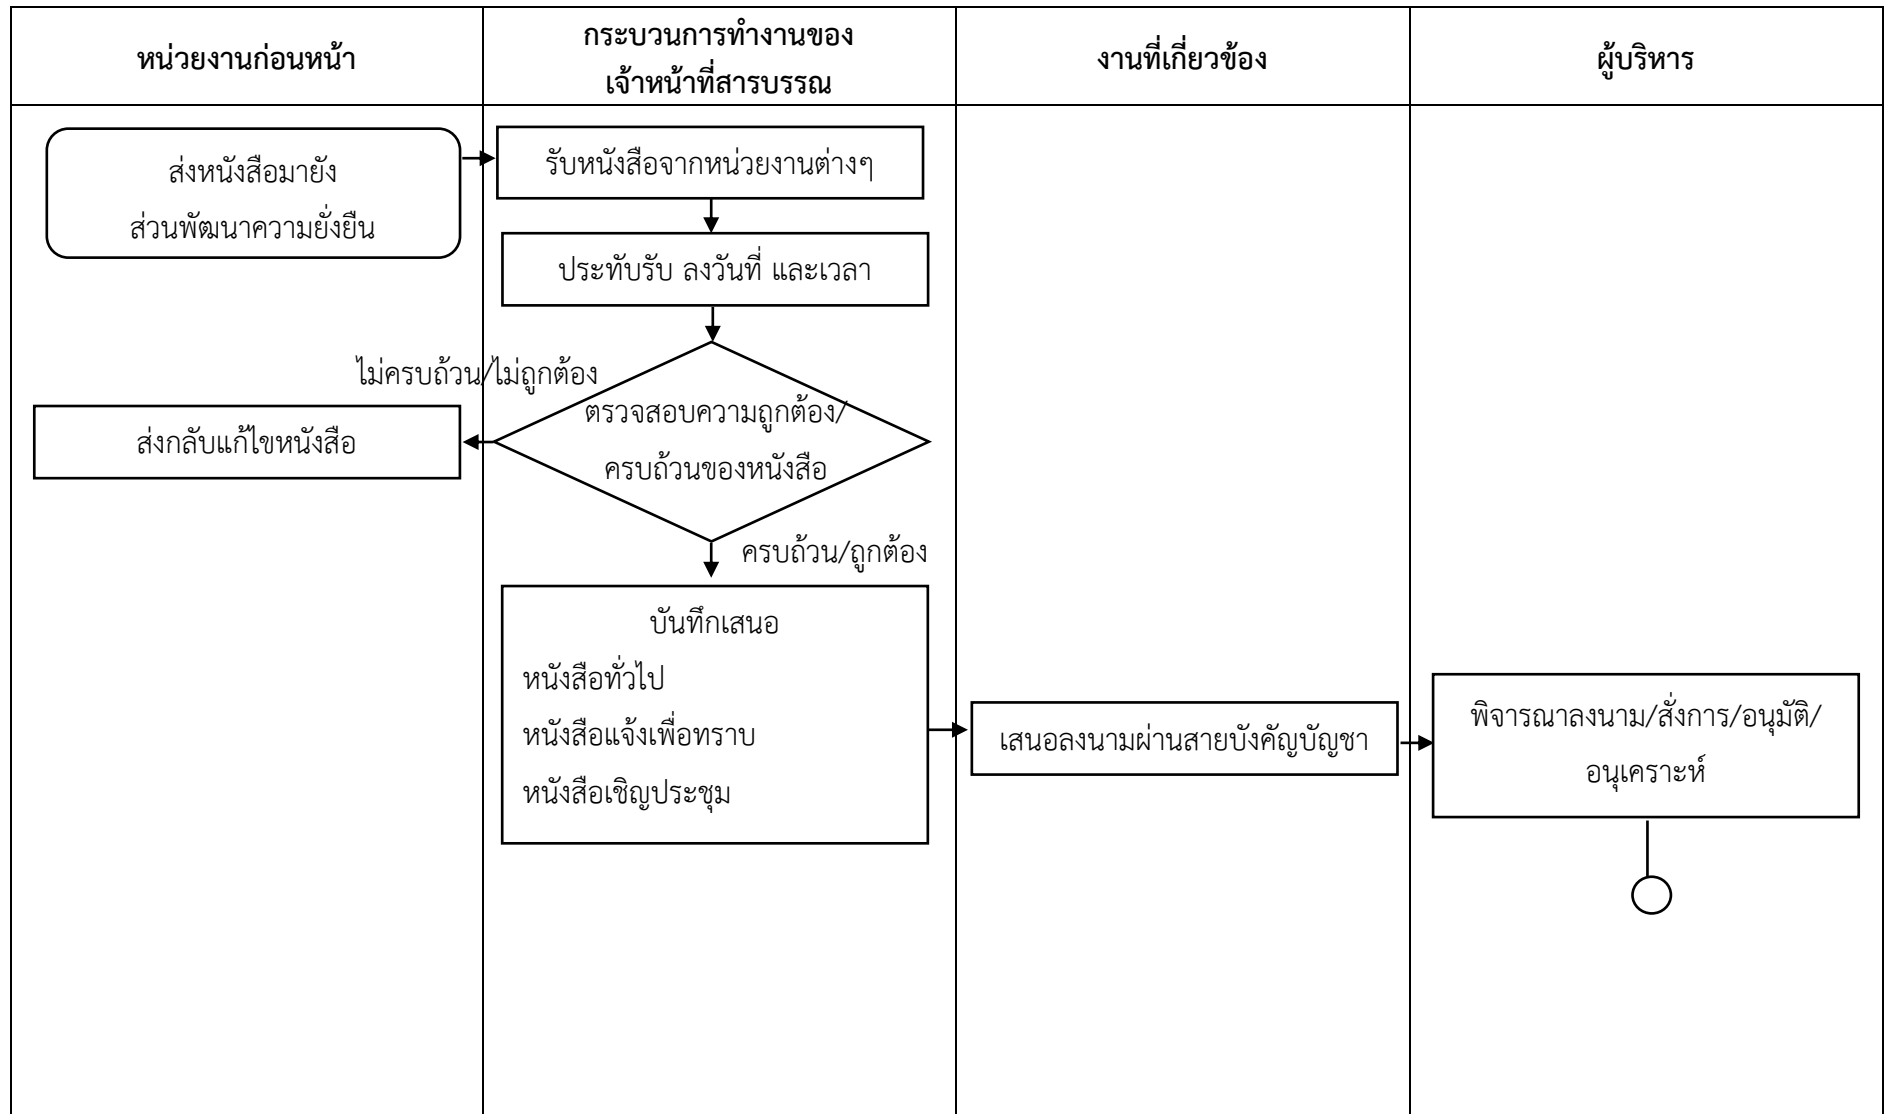 หน่วยงานก่อนหน้า
กระบวนการทำงานของ
เจ้าหน้าที่สารบรรณ
งานที่เกี่ยวข้อง
ผู้บริหาร
ส่งหนังสือมายัง
ส่วนพัฒนาความยั่งยืน
รับหนังสือจากหน่วยงานต่างๆ
ประทับรับ ลงวันที่ และเวลา
ไม่ครบถ้วน/ไม่ถูกต้อง
ตรวจสอบความถูกต้อง/
ครบถ้วนของหนังสือ
ส่งกลับแก้ไขหนังสือ
ครบถ้วน/ถูกต้อง
บันทึกเสนอ
หนังสือทั่วไป
หนังสือแจ้งเพื่อทราบ
หนังสือเชิญประชุม
เสนอลงนามผ่านสายบังคัญบัญชา
พิจารณาลงนาม/สั่งการ/อนุมัติ/
อนุเคราะห์